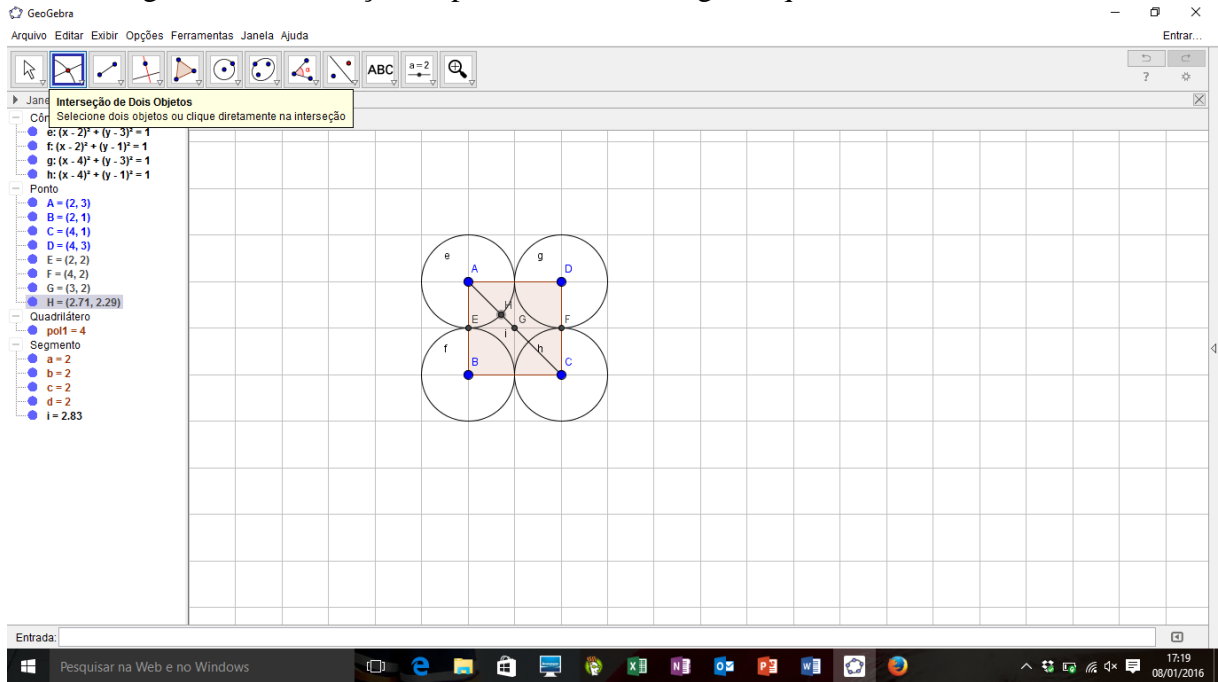 GeoGebra
Arquivo Editar Exibir Opções Ferramentas Janela Ajuda
Entrar...
ABC
a = 2
Interseção de Dois Objetos
Selecione dois objetos ou clique diretamente na interseção
e: (x - 2)² + (y - 3)² = 1
f: (x - 2)² + (y - 1)² = 1
g: (x - 4)² + (y - 3)² = 1
h: (x - 4)² + (y - 1)² = 1
Ponto
A = (2, 3)
B = (2, 1)
C = (4, 1)
D = (4, 3)
E = (2, 2)
F = (4, 2)
G = (3, 2)
H = (2.71, 2.29)
Quadrilátero
pol1 = 4
Segmento
a = 2
b = 2
c = 2
d = 2
i = 2.83
e
g
A
D
H
E
G
F
i
f
h
B
C
Entrada:
Pesquisar na Web e no Windows
17:19
08/01/2016